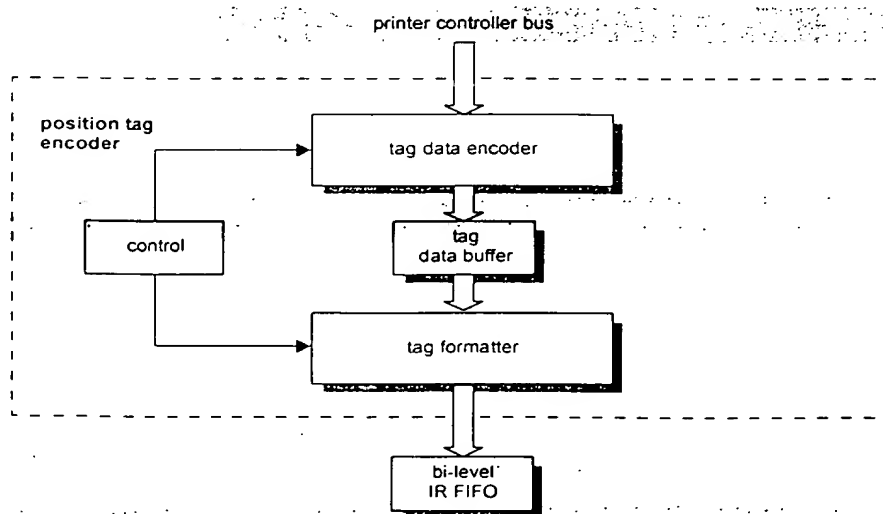 printer controller bus
position tag
encoder
tag data encoder
control
tag
data buffer
tag formatter
bi-level
IR FIFO